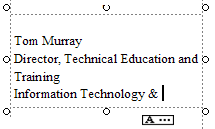 Tom Murray
Director, Technical Education and
Training
Information Technology &
A ...